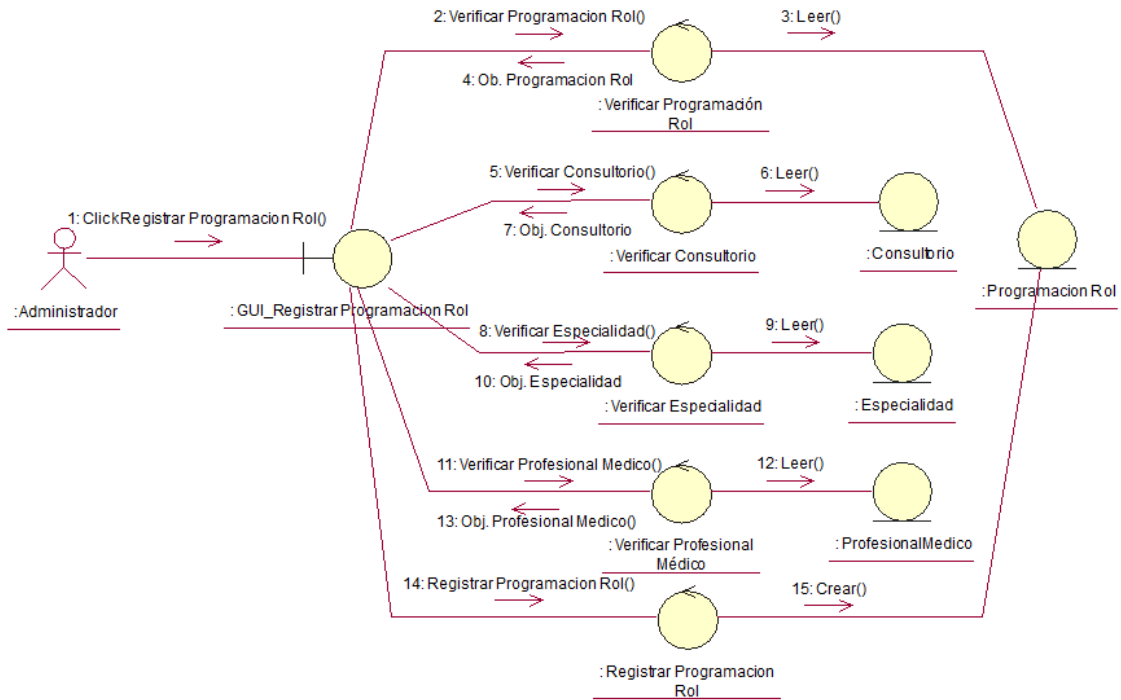 2: Verificar Programacion Rol()
3: Leer()
4: Ob. Programacion Rol
: Verificar Programación
Rol
5: Verificar Consultorio()
6: Leer()
7: Obj. Consultorio
: Verificar Consultorio
: Consultorio
1: ClickRegistrar Programacion Rol()
: Administrador
: GUI_Registrar Programacion Rol
: Programacion Rol
8: Verificar Especialidad()
9: Leer()
10: Obj. Especialidad
: Verificar Especialidad
: Especialidad
11: Verificar Profesional Medico()
12: Leer()
13: Obj. Profesional Medico()
: Verificar Profesional
Médico
: ProfesionalMedico
14: Registrar Programacion Rol()
15: Crear()
: Registrar Programacion
Rol